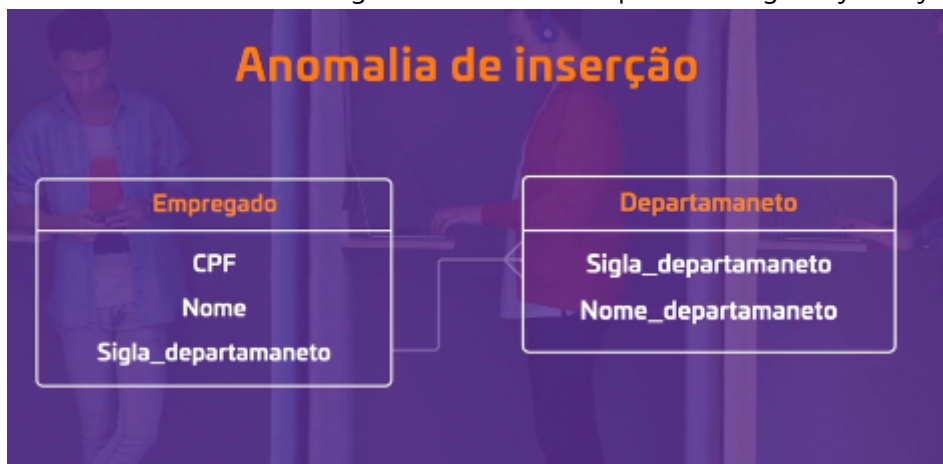 Anomalia de inserção
Empregado
CPF
Nome
Sigla_departamaneto
Departamaneto
Sigla_departamaneto
Nome_departamaneto